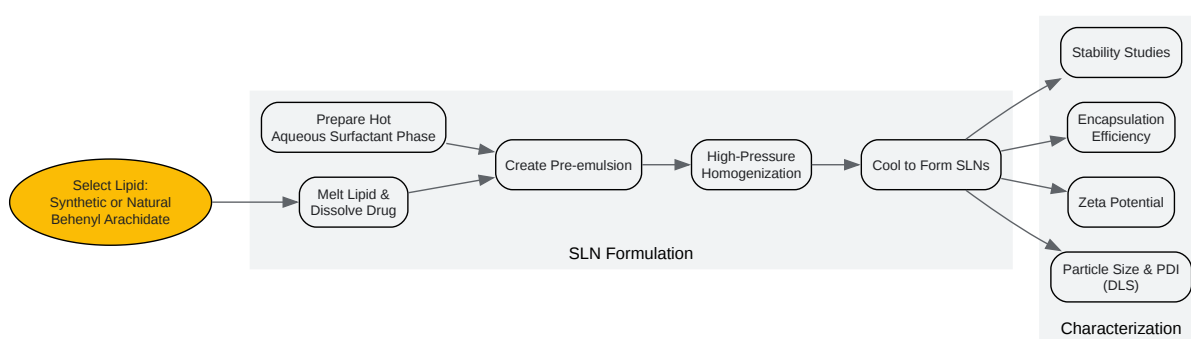 Select Lipid:
Synthetic or Natural
Behenyl Arachidate
Prepare Hot
Aqueous Surfactant Phase
Melt Lipid &
Dissolve Drug
Create Pre-emulsion
High-Pressure
Homogenization
Cool to Form SLNs
SLN Formulation
Stability Studies
Encapsulation
Efficiency
Zeta Potential
Particle Size & PDI
(DLS)
Characterization